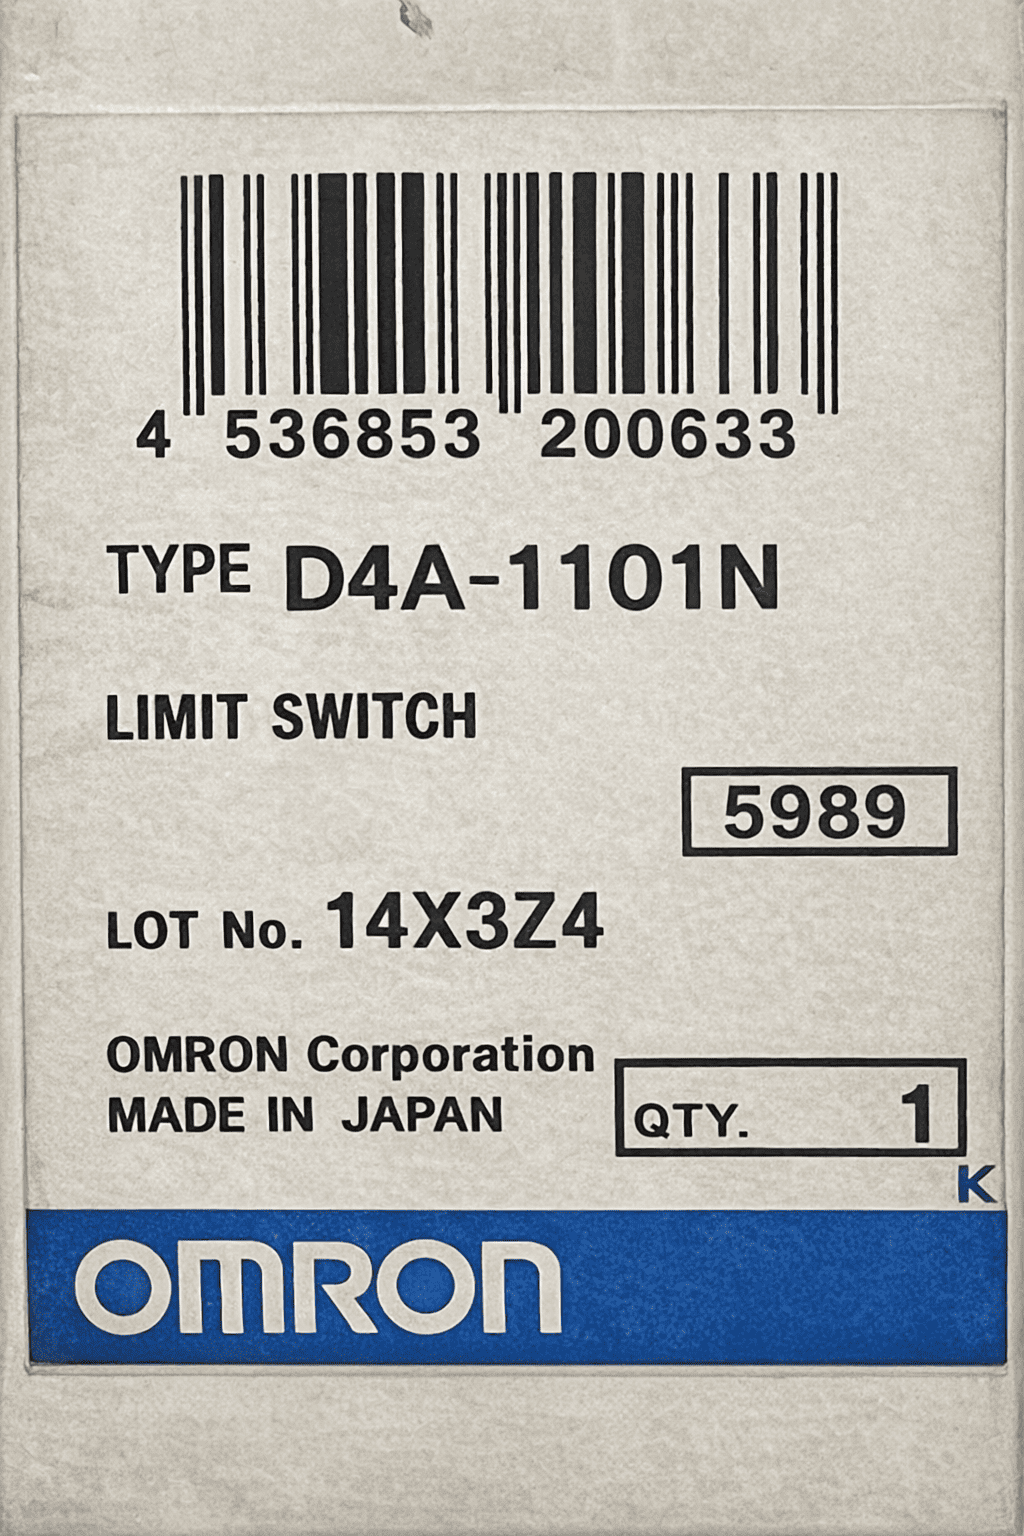 4 536853 200633
TYPE D4A-1101N
LIMIT SWITCH
5989
LOT No. 14X3Z4
OMRON Corporation
MADE IN JAPAN
QTY. 1
K
OMRON